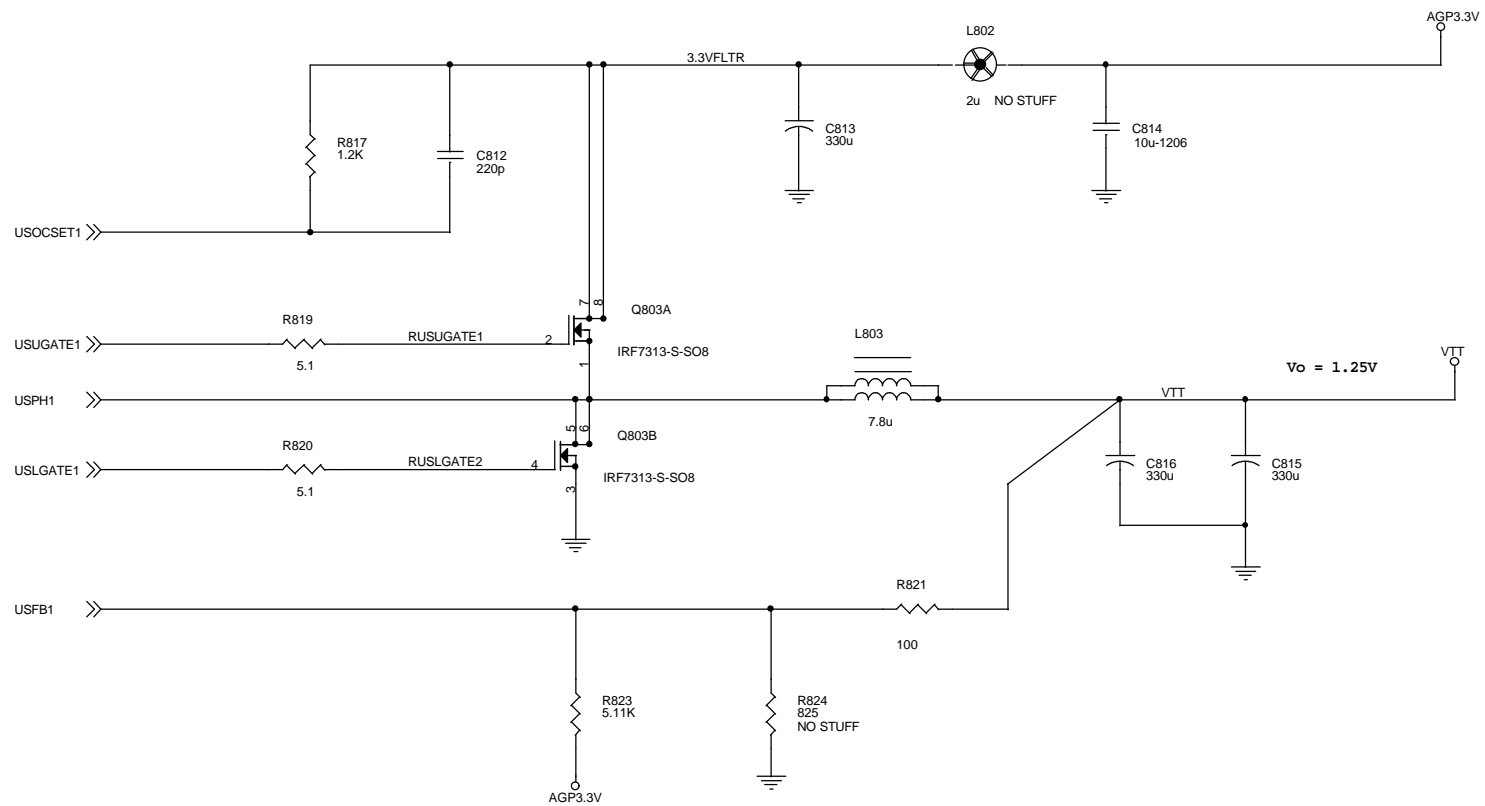 AGP3.3V
L802
3.3VFLTR
2u NO STUFF
C813
330u
C814
10u-1206
R817
1.2K
C812
220p
USOCSET1
7
8
Q803A
R819
RUSUGATE1
USUGATE1
2
5.1
IRF7313-S-SO8
1
L803
VTT
Vo = 1.25V
USPH1
VTT
7.8u
5
6
Q803B
R820
RUSLGATE2
USLGATE1
4
5.1
IRF7313-S-SO8
3
C816
330u
C815
330u
R821
USFB1
100
R823
5.11K
R824
825
NO STUFF
AGP3.3V